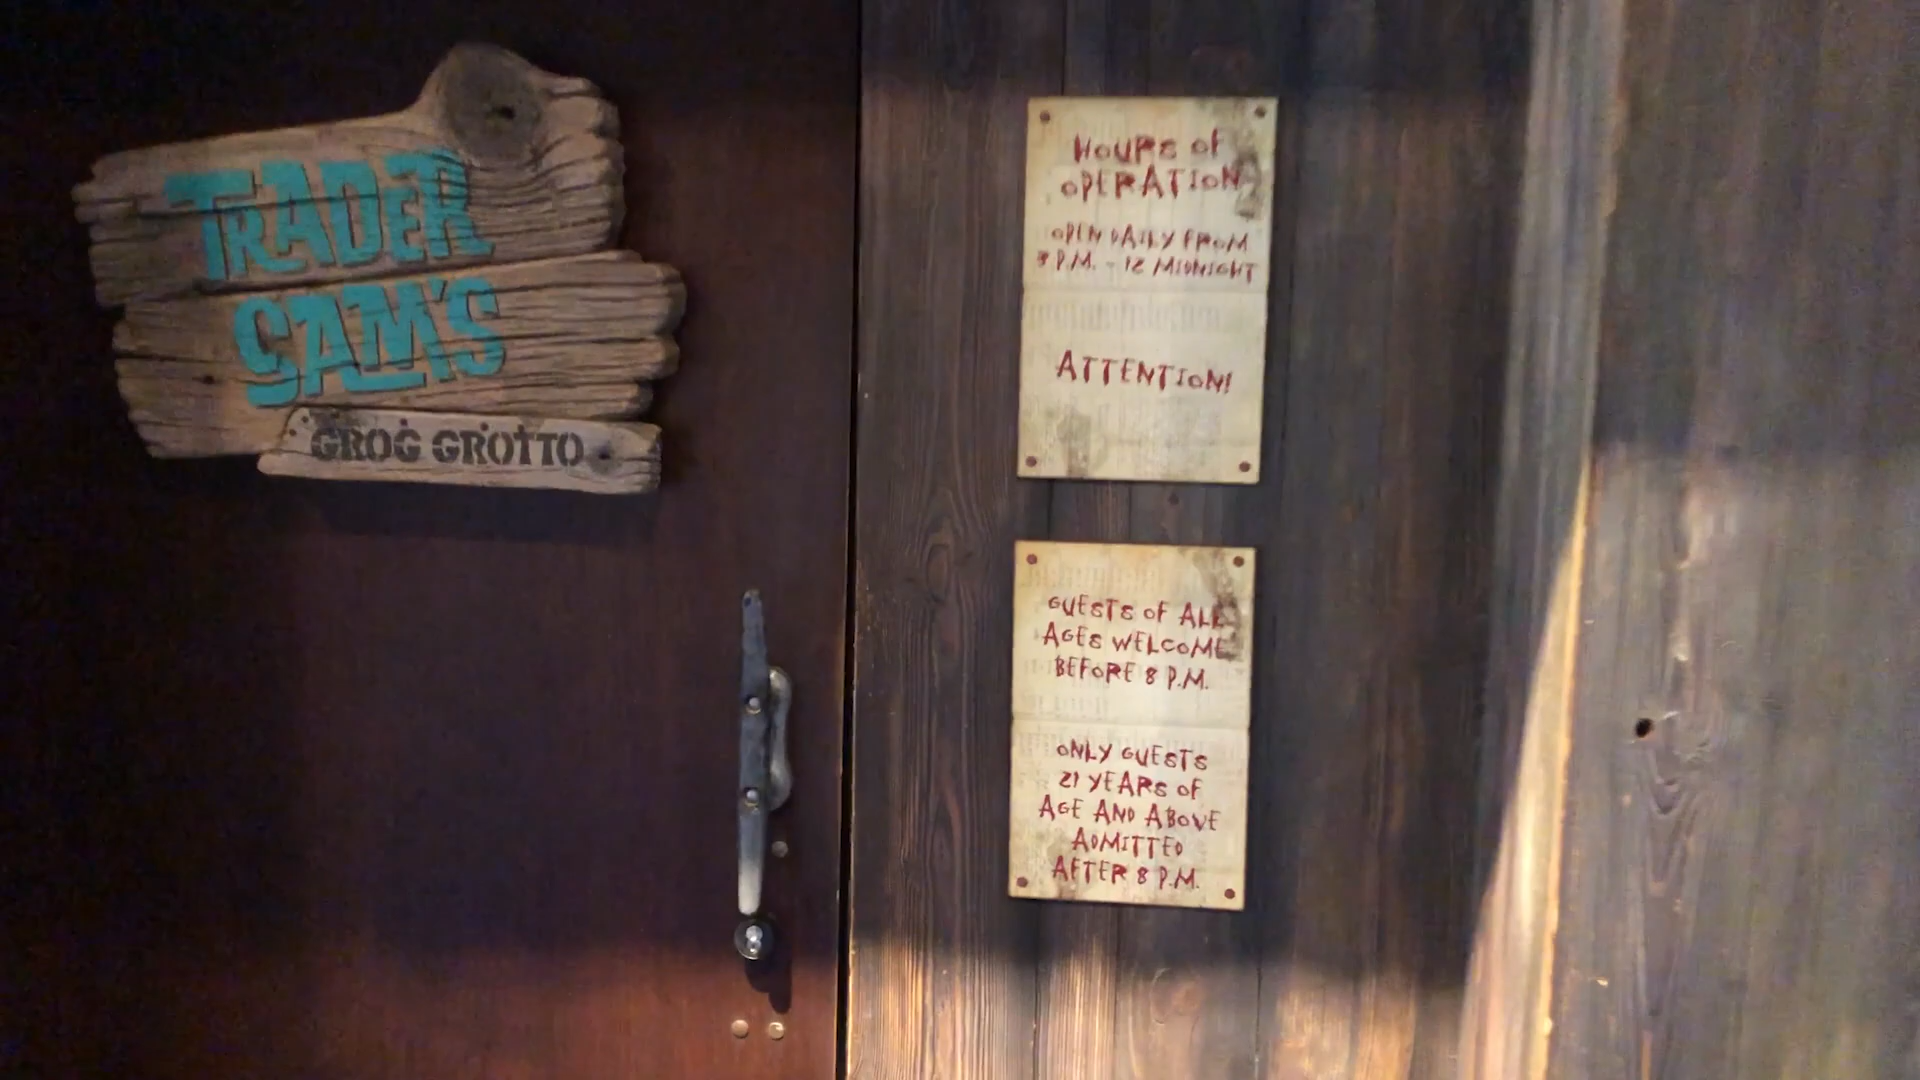 TRADER
SAM'S
GROG GROTTO
HOURS OF
OPERATION
OPEN DAILY FROM
3 P.M. - 12 MIDNIGHT
ATTENTION!
GUESTS OF ALL
AGES WELCOME
BEFORE 8 P.M.
ONLY GUESTS
21 YEARS OF
AGE AND ABOVE
ADMITTED
AFTER 8 P.M.